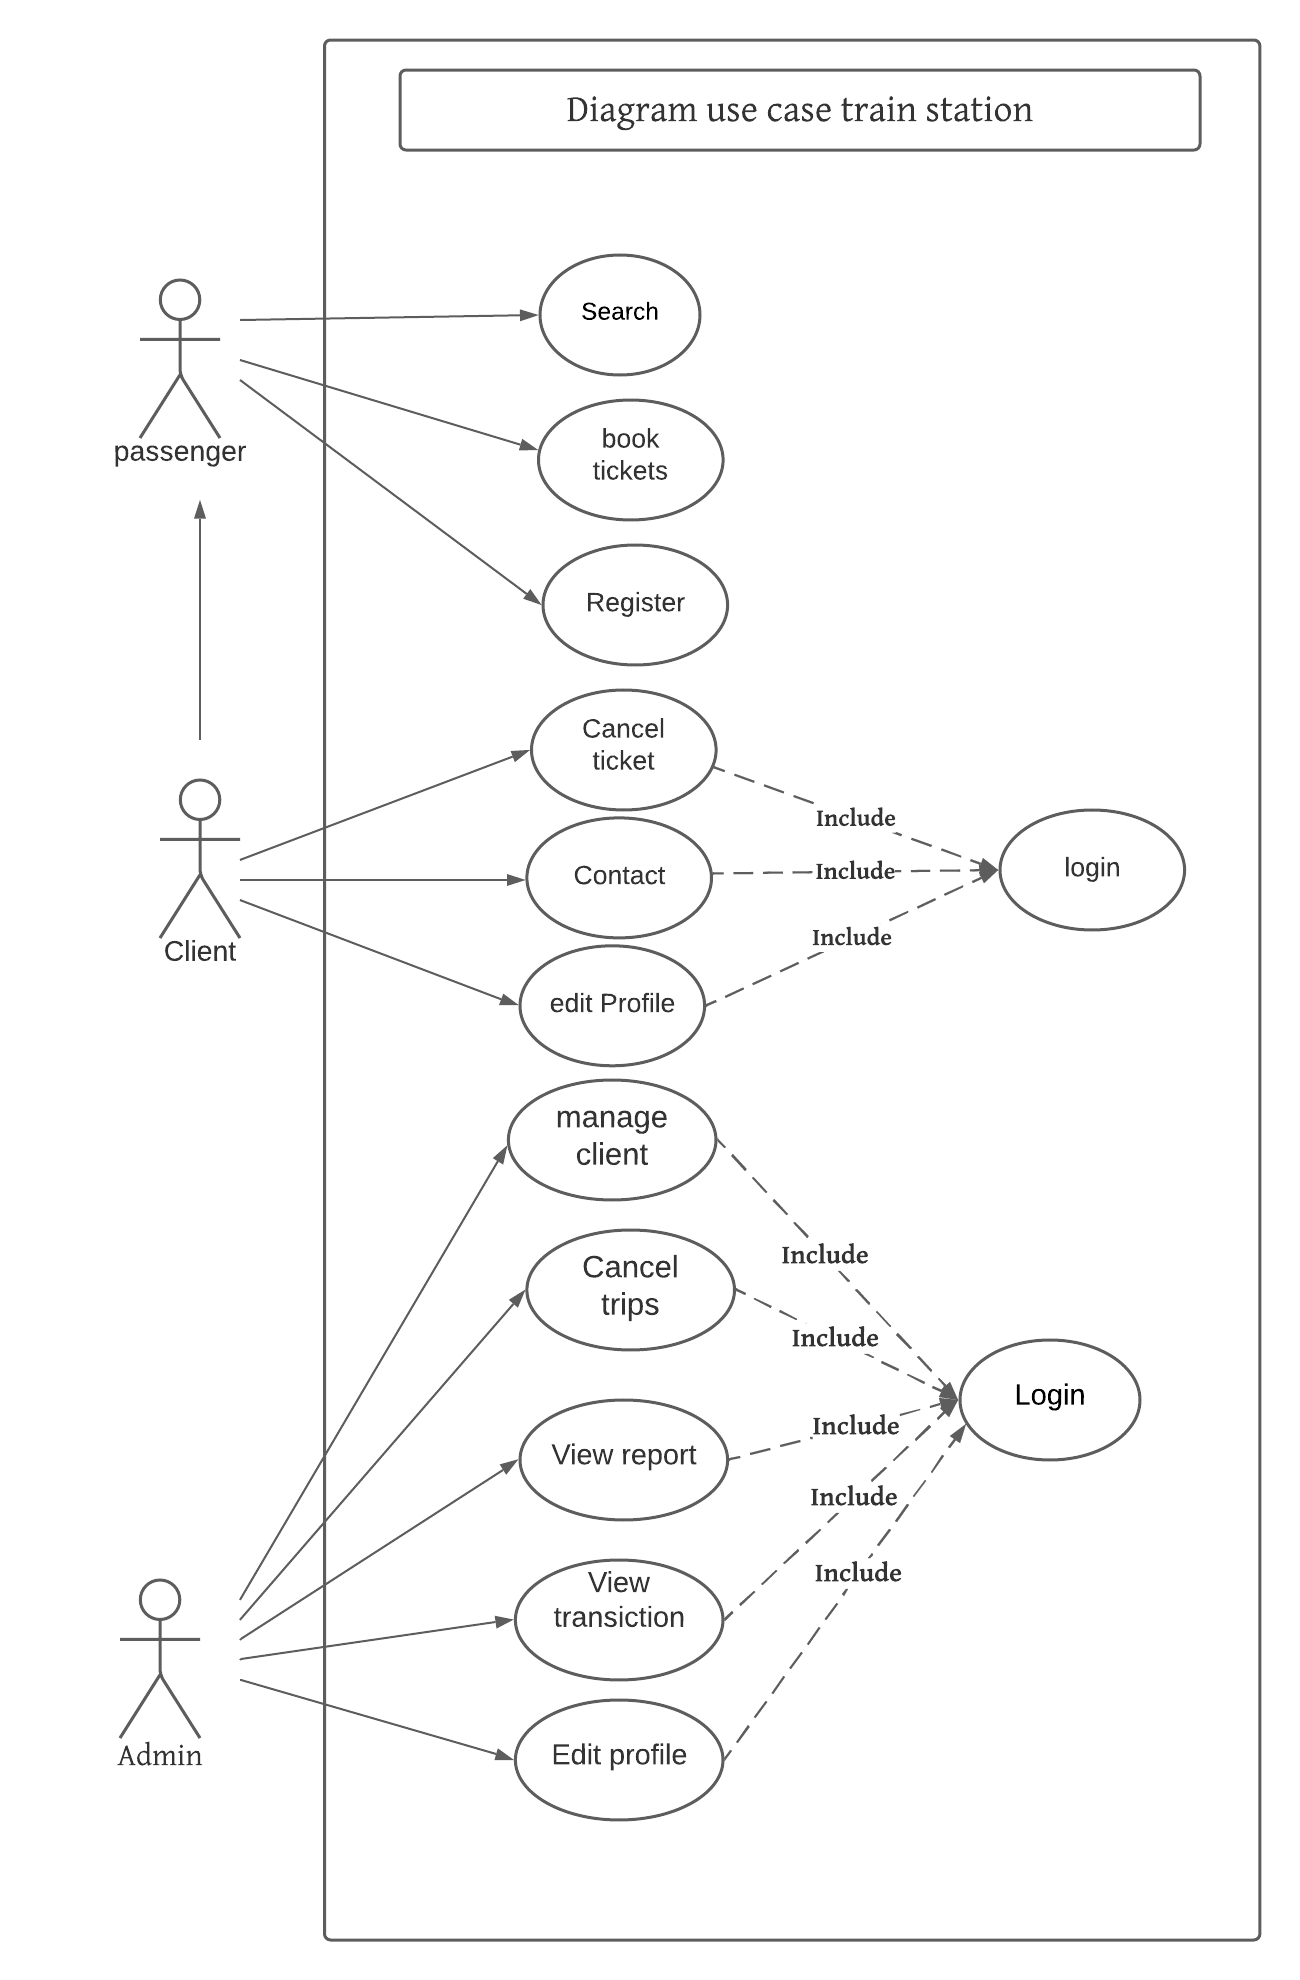 Diagram use case train station
Search
passenger
book
tickets
Register
Cancel
ticket
Include
Client
Contact
Include
login
edit Profile
Include
manage
client
Include
Cancel
trips
Include
Login
View report
Include
View
transiction
Include
Admin
Edit profile
Include